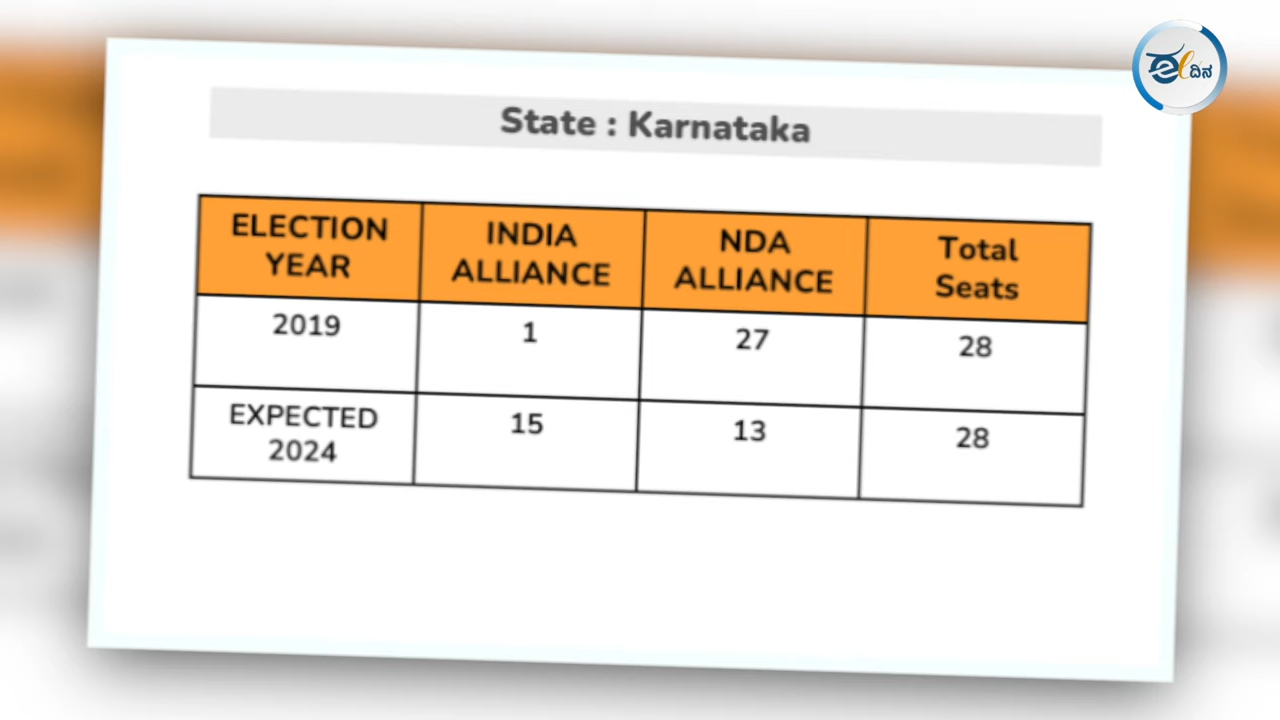 ಈ ದಿನ
State : Karnataka
ELECTION YEAR | INDIA ALLIANCE | NDA ALLIANCE | Total Seats
2019 | 1 | 27 | 28
EXPECTED 2024 | 15 | 13 | 28